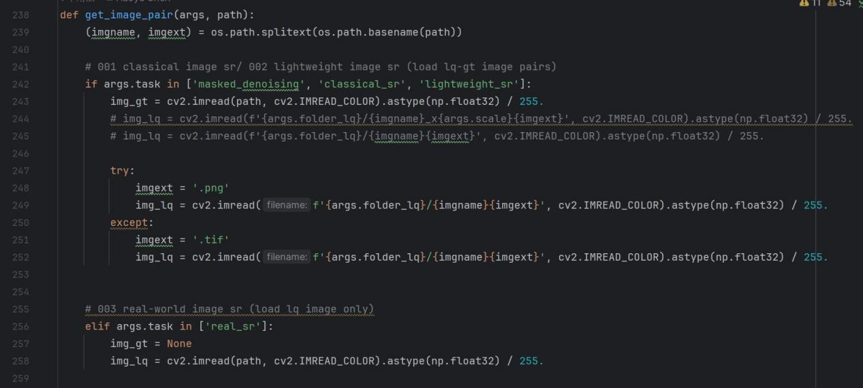 11 54
238 def get_image_pair(args, path):
239 (imgname, imgext) = os.path.splitext(os.path.basename(path))
240
241 # 001 classical image sr/ 002 lightweight image sr (load lq-gt image pairs)
242 if args.task in ['masked_denoising', 'classical_sr', 'lightweight_sr']:
243 img_gt = cv2.imread(path, cv2.IMREAD_COLOR).astype(np.float32) / 255.
244 # img_lq = cv2.imread(f'{args.folder_lq}/{imgname}_x{args.scale}{imgext}', cv2.IMREAD_COLOR).astype(np.float32) / 255.
245 # img_lq = cv2.imread(f'{args.folder_lq}/{imgname}{imgext}', cv2.IMREAD_COLOR).astype(np.float32) / 255.
246
247 try:
248 imgext = '.png'
249 img_lq = cv2.imread( filename: f'{args.folder_lq}/{imgname}{imgext}', cv2.IMREAD_COLOR).astype(np.float32) / 255.
250 except:
251 imgext = '.tif'
252 img_lq = cv2.imread( filename: f'{args.folder_lq}/{imgname}{imgext}', cv2.IMREAD_COLOR).astype(np.float32) / 255.
253
254
255 # 003 real-world image sr (load lq image only)
256 elif args.task in ['real_sr']:
257 img_gt = None
258 img_lq = cv2.imread(path, cv2.IMREAD_COLOR).astype(np.float32) / 255.
259